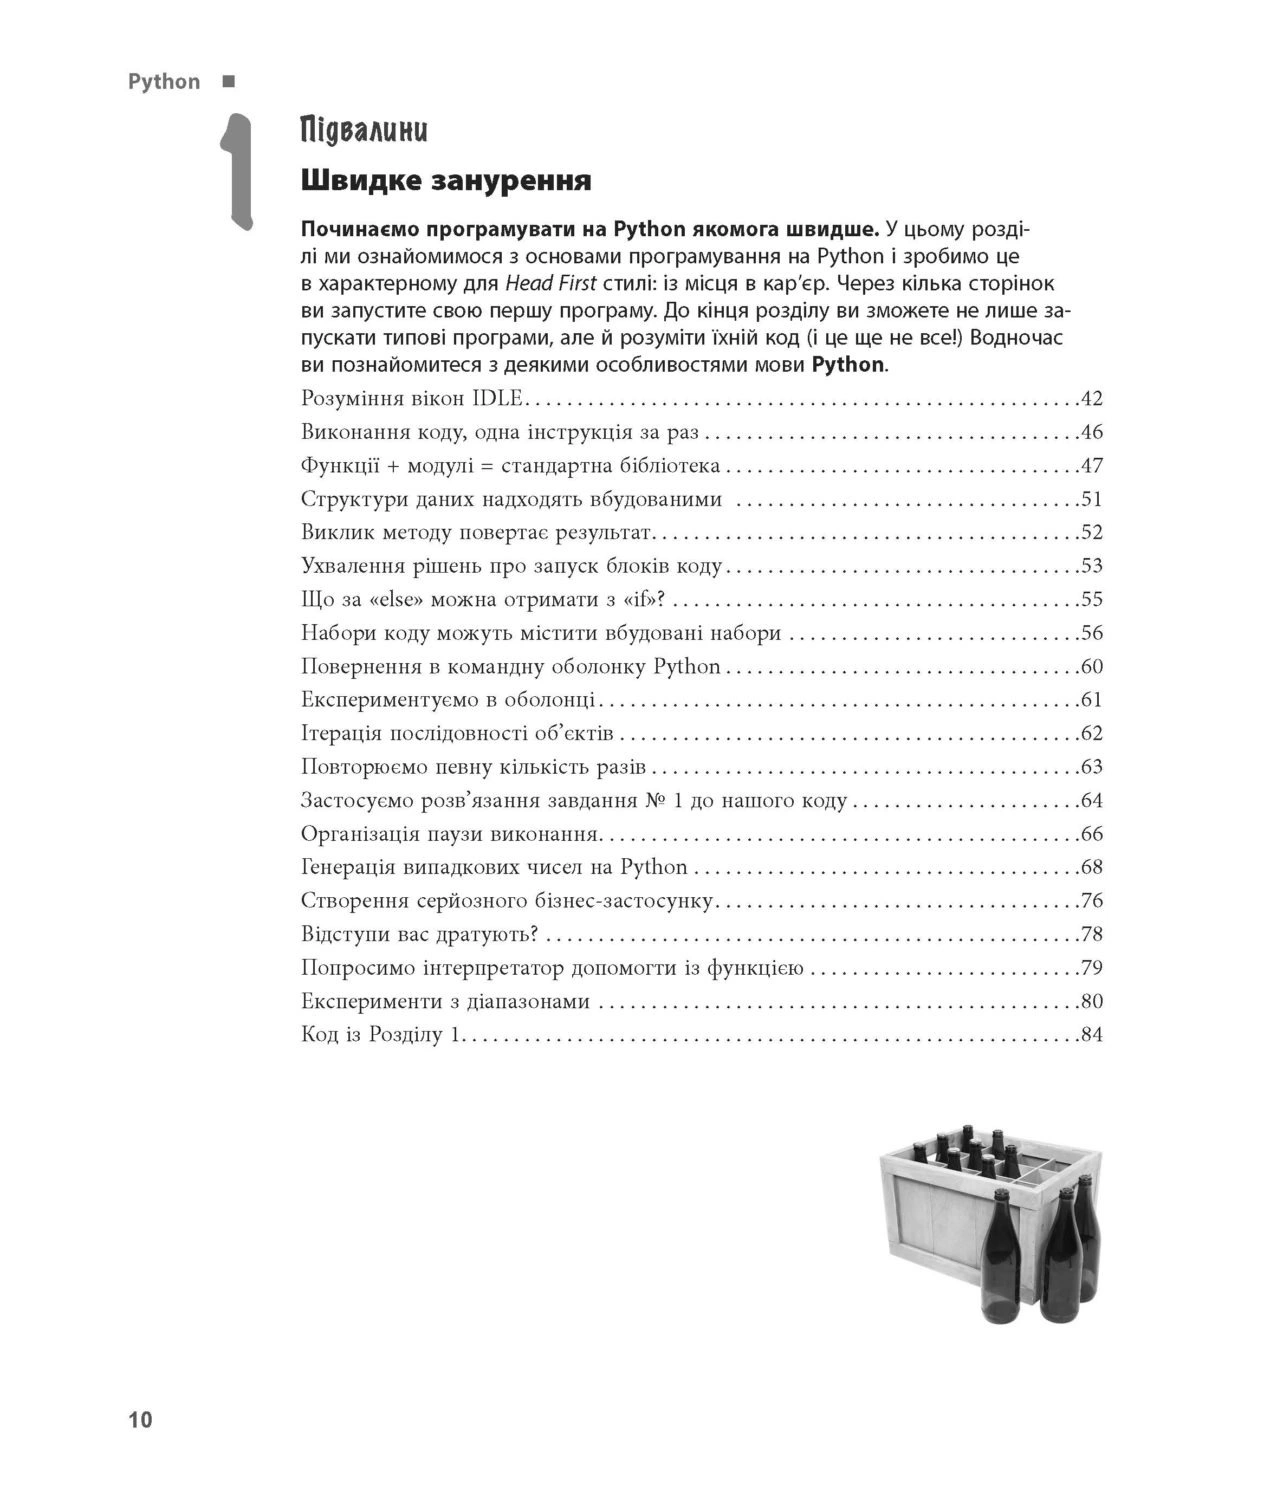 Python ■
1
Підвалини
Швидке занурення
Починаємо програмувати на Python якомога швидше. У цьому розді-
лі ми ознайомимося з основами програмування на Python і зробимо це
в характерному для Head First стилі: із місця в кар’єр. Через кілька сторінок
ви запустите свою першу програму. До кінця розділу ви зможете не лише за-
пускати типові програми, але й розуміти їхній код (і це ще не все!) Водночас
ви познайомитеся з деякими особливостями мови Python.
Розуміння вікон IDLE. . . . . . . . . . . . . . . . . . . . . . . . . . . . . . . . . . . . . . . . . . . . . . . . . . . . .42
Виконання коду, одна інструкція за раз . . . . . . . . . . . . . . . . . . . . . . . . . . . . . . . . . . . .46
Функції + модулі = стандартна бібліотека . . . . . . . . . . . . . . . . . . . . . . . . . . . . . . . . . .47
Структури даних надходять вбудованими . . . . . . . . . . . . . . . . . . . . . . . . . . . . . . . . .51
Виклик методу повертає результат. . . . . . . . . . . . . . . . . . . . . . . . . . . . . . . . . . . . . . . . .52
Ухвалення рішень про запуск блоків коду. . . . . . . . . . . . . . . . . . . . . . . . . . . . . . . . . .53
Що за «else» можна отримати з «if»? . . . . . . . . . . . . . . . . . . . . . . . . . . . . . . . . . . . . . . .55
Набори коду можуть містити вбудовані набори . . . . . . . . . . . . . . . . . . . . . . . . . . . .56
Повернення в командну оболонку Python . . . . . . . . . . . . . . . . . . . . . . . . . . . . . . . . . .60
Експериментуємо в оболонці. . . . . . . . . . . . . . . . . . . . . . . . . . . . . . . . . . . . . . . . . . . . . .61
Ітерація послідовності об’єктів . . . . . . . . . . . . . . . . . . . . . . . . . . . . . . . . . . . . . . . . . . . .62
Повторюємо певну кількість разів . . . . . . . . . . . . . . . . . . . . . . . . . . . . . . . . . . . . . . . . .63
Застосуємо розв’язання завдання № 1 до нашого коду . . . . . . . . . . . . . . . . . . . . . .64
Організація паузи виконання. . . . . . . . . . . . . . . . . . . . . . . . . . . . . . . . . . . . . . . . . . . . . .66
Генерація випадкових чисел на Python . . . . . . . . . . . . . . . . . . . . . . . . . . . . . . . . . . . . .68
Створення серйозного бізнес-застосунку. . . . . . . . . . . . . . . . . . . . . . . . . . . . . . . . . . .76
Відступи вас дратують? . . . . . . . . . . . . . . . . . . . . . . . . . . . . . . . . . . . . . . . . . . . . . . . . . . .78
Попросимо інтерпретатор допомогти із функцією . . . . . . . . . . . . . . . . . . . . . . . . . .79
Експерименти з діапазонами . . . . . . . . . . . . . . . . . . . . . . . . . . . . . . . . . . . . . . . . . . . . . .80
Код із Розділу 1. . . . . . . . . . . . . . . . . . . . . . . . . . . . . . . . . . . . . . . . . . . . . . . . . . . . . . . . . . .84
10